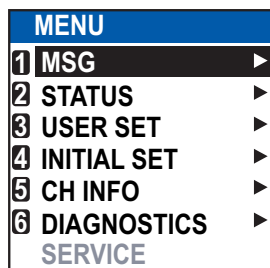 MENU
1 MSG ▶
2 STATUS ▶
3 USER SET ▶
4 INITIAL SET ▶
5 CH INFO ▶
6 DIAGNOSTICS ▶
SERVICE